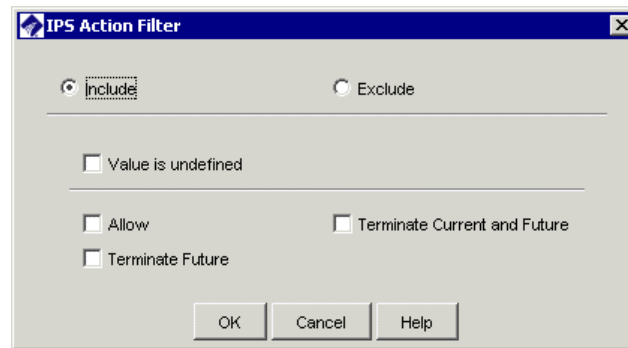 IPS Action Filter
Include Exclude
Value is undefined
Allow Terminate Current and Future
Terminate Future
OK Cancel Help